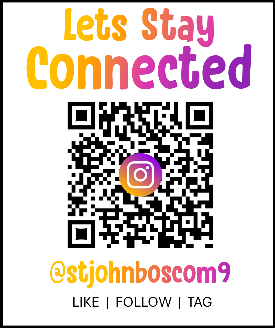 Lets Stay
Connected
@stjohnboscom9
LIKE | FOLLOW | TAG